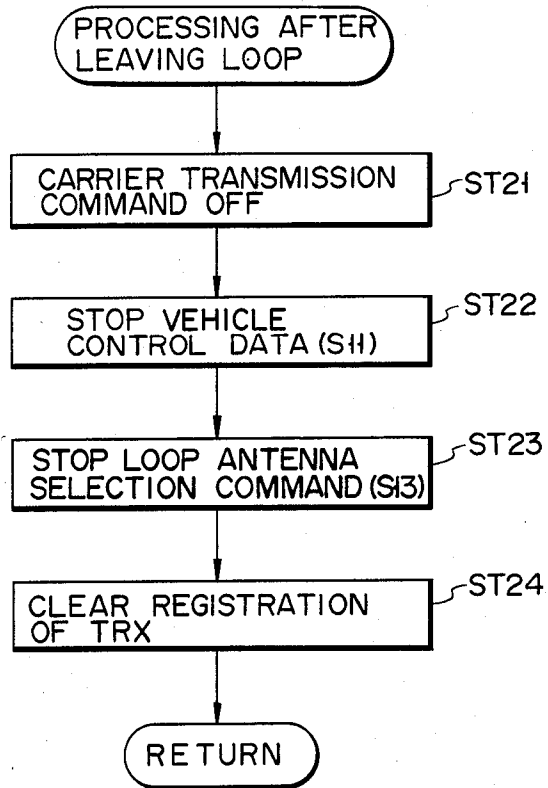 PROCESSING AFTER
LEAVING LOOP
CARRIER TRANSMISSION
COMMAND OFF
ST21
STOP VEHICLE
CONTROL DATA (S11)
ST22
STOP LOOP ANTENNA
SELECTION COMMAND (S13)
ST23
CLEAR REGISTRATION
OF TRX
ST24
RETURN